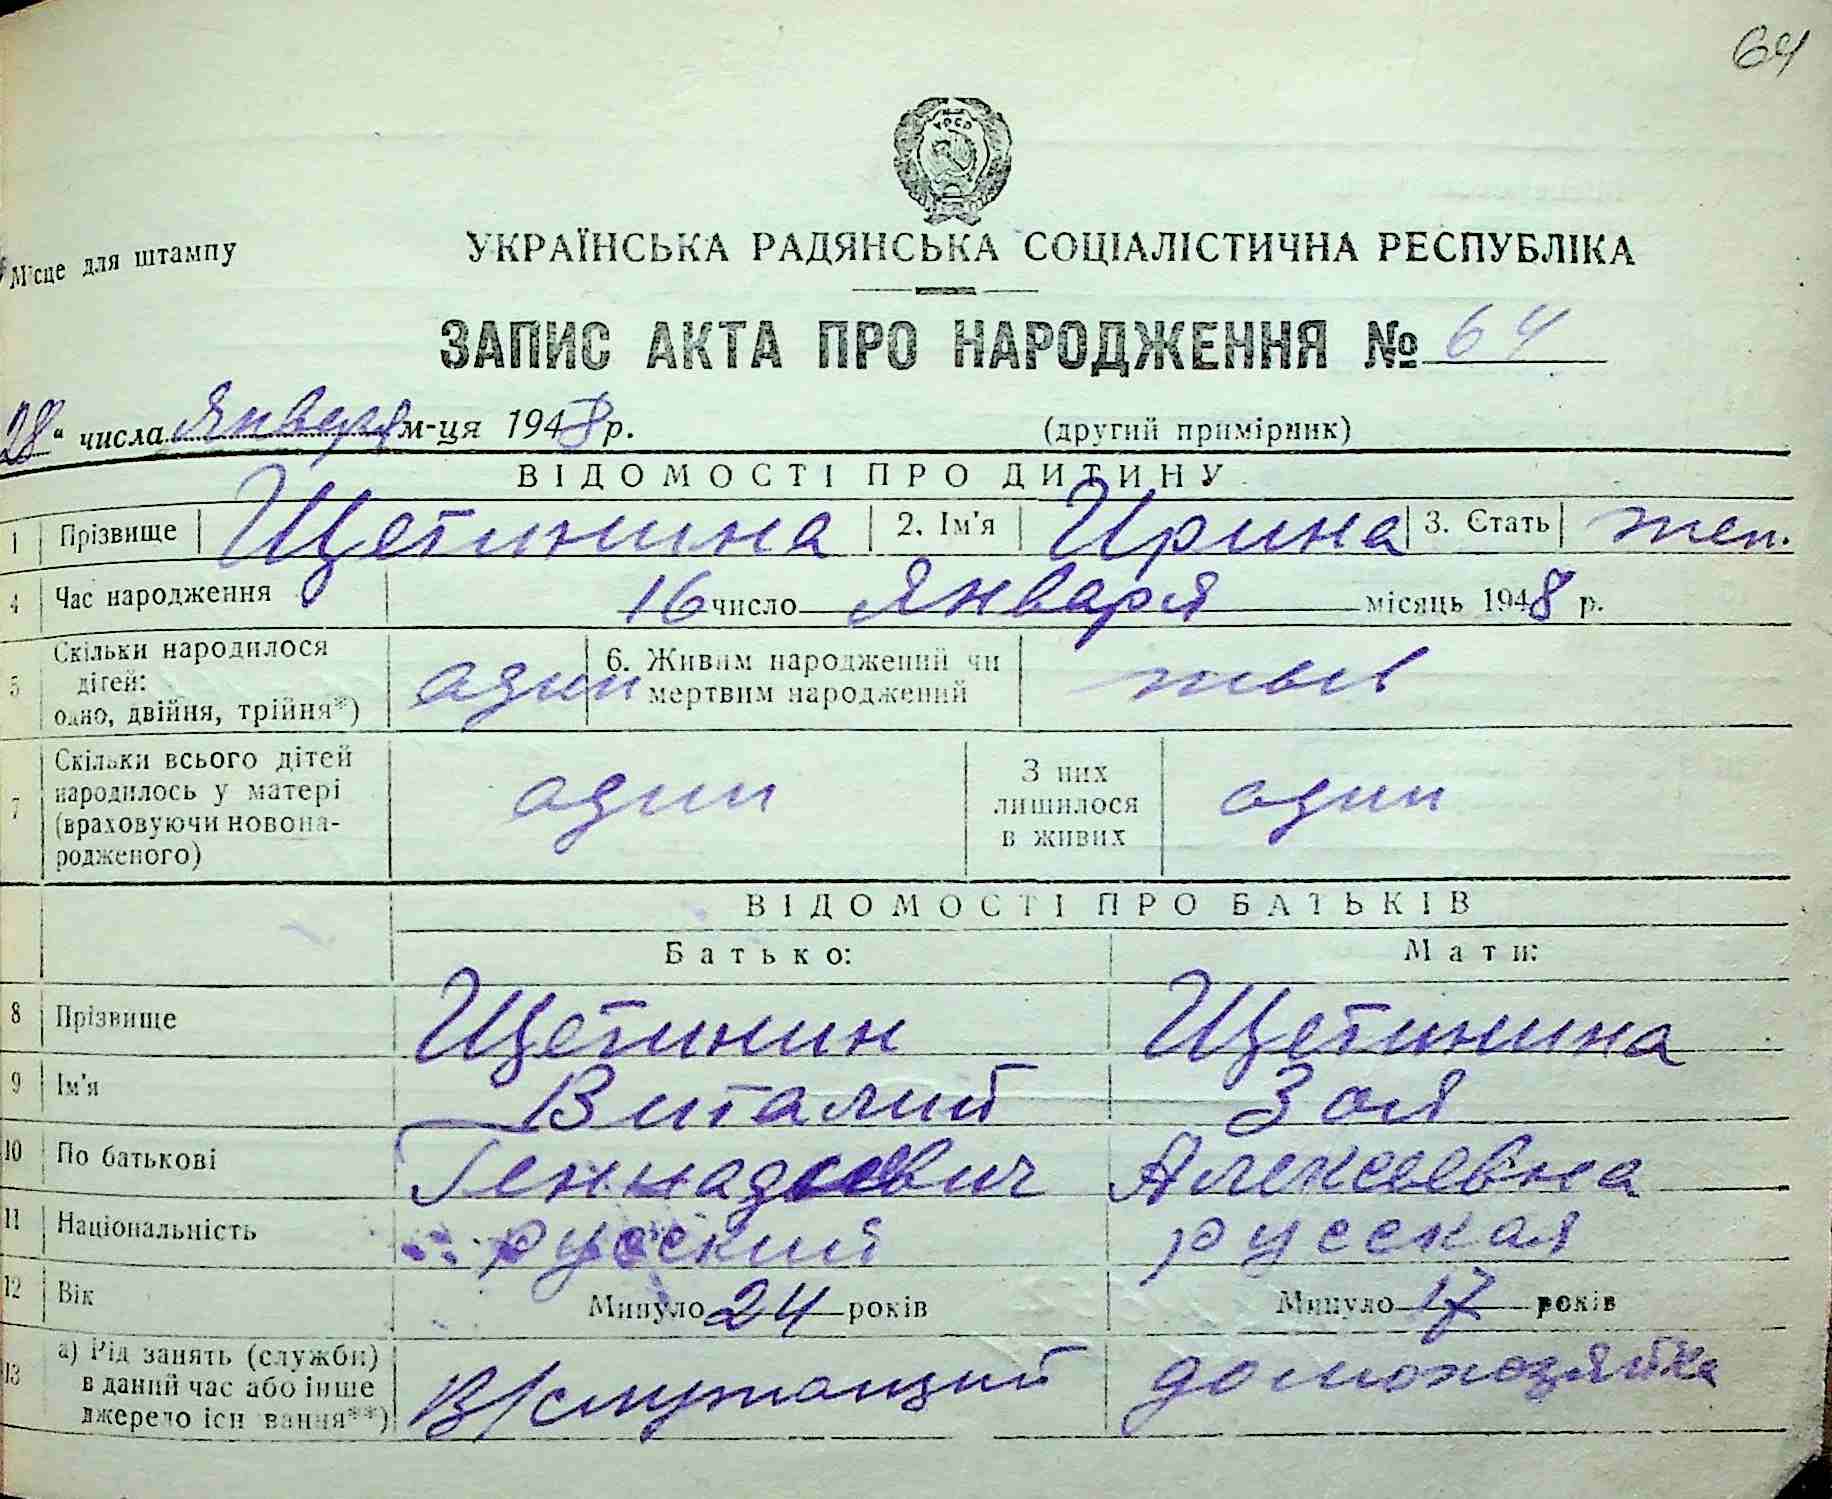 64
УРСР
Місце для штампу
УКРАЇНСЬКА РАДЯНСЬКА СОЦІАЛІСТИЧНА РЕСПУБЛІКА
ЗАПИС АКТА ПРО НАРОДЖЕННЯ № 64
28" числа Января м-ця 1948 р. (другий примірник)
ВІДОМОСТІ ПРО ДИТИНУ
1 Прізвище Щетинина 2. Ім'я Ирина 3. Стать жен.
4 Час народження 16 число Января місяць 1948 р.
5 Скільки народилося дітей: одно, двійня, трійня*) один 6. Живим народжений чи мертвим народжений жив
7 Скільки всього дітей народилось у матері (враховуючи новона-родженого) один З них лишилося в живих один
ВІДОМОСТІ ПРО БАТЬКІВ
Батько: Мати:
8 Прізвище Щетинин Щетинина
9 Ім'я Виталий Зоя
10 По батькові Геннадиевич Алексеевна
11 Національність русский русская
12 Вік Минуло 24 років Минуло 17 років
13 а) Рід занять (служби) в даний час або інше джерело існування**) В/служащий домохозяйка